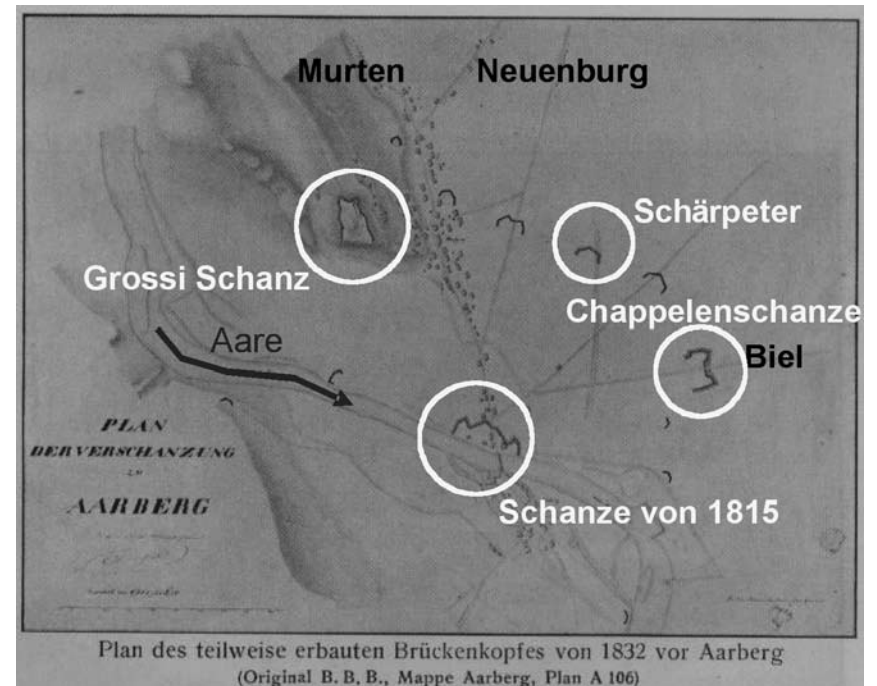 Murten
Neuenburg
Schärpeter
Grossi Schanz
Chappelenschanze
Aare
Biel
PLAN
DER VERSCHANZUNG
ZU
AARBERG
Schanze von 1815
Plan des teilweise erbauten Brückenkopfes von 1832 vor Aarberg
(Original B. B. B., Mappe Aarberg, Plan A 106)